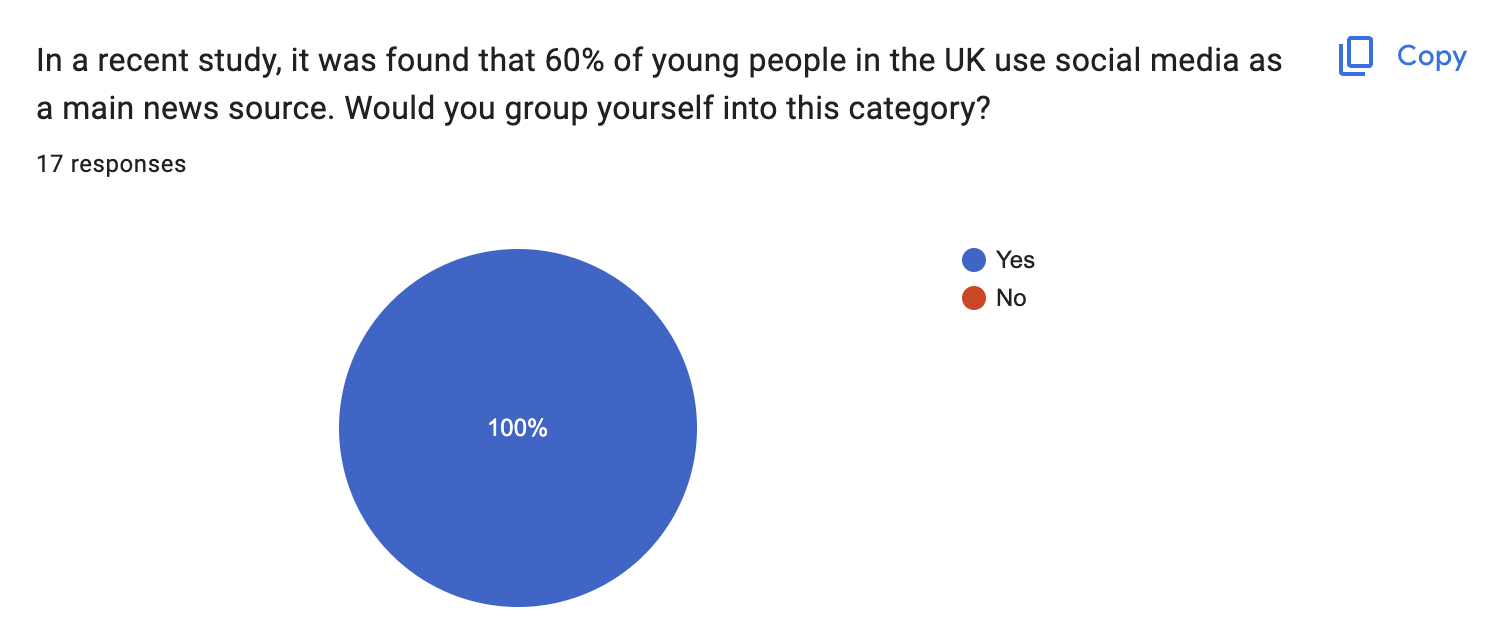 In a recent study, it was found that 60% of young people in the UK use social media as
a main news source. Would you group yourself into this category?
Copy
17 responses
Yes
No
100%